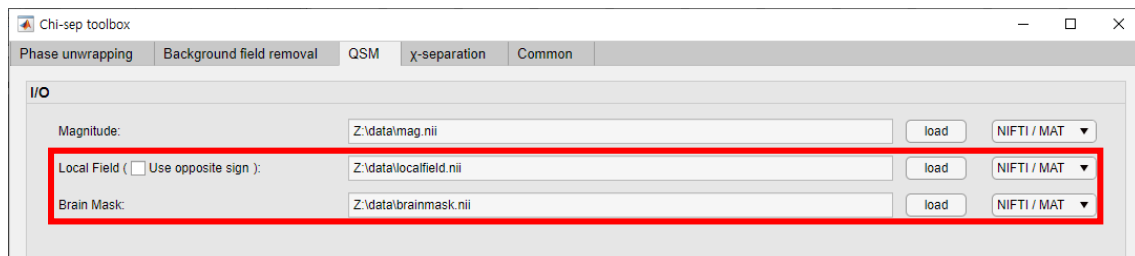 Chi-sep toolbox
Phase unwrapping Background field removal QSM χ-separation Common
I/O
Magnitude: Z:\data\mag.nii load NIFTI / MAT
Local Field ( Use opposite sign ): Z:\data\localfield.nii load NIFTI / MAT
Brain Mask: Z:\data\brainmask.nii load NIFTI / MAT